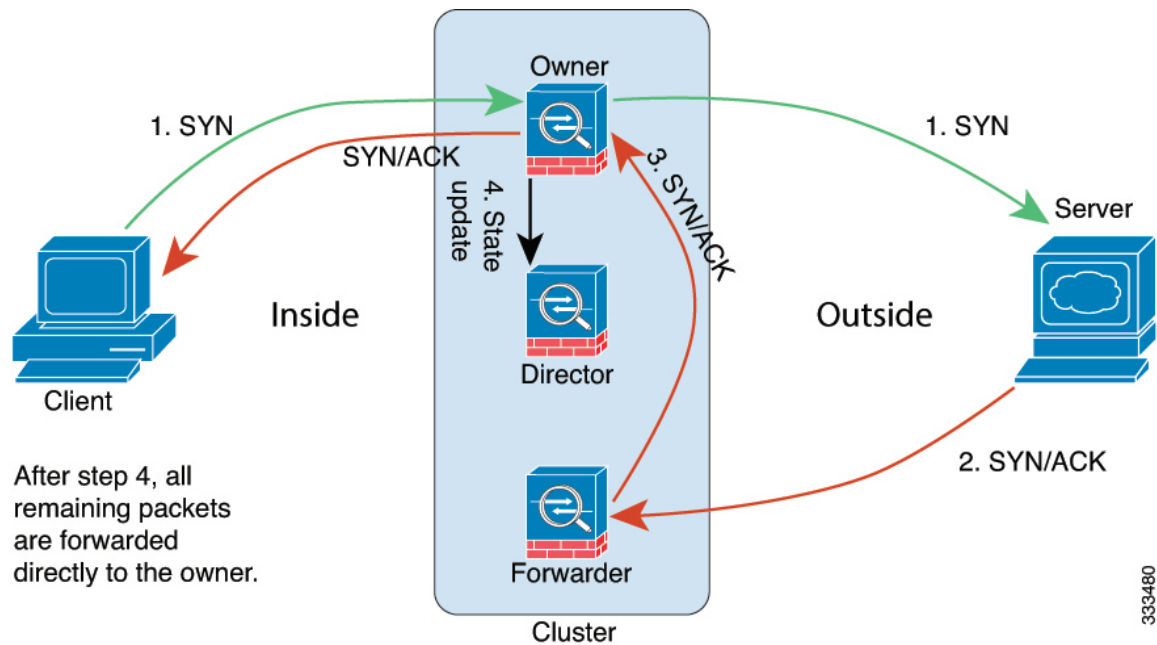 Owner
1. SYN
1. SYN
SYN/ACK
3. SYN/ACK
4. State
update
Server
Inside
Outside
Director
Client
2. SYN/ACK
After step 4, all
remaining packets
are forwarded
directly to the owner.
Forwarder
333480
Cluster